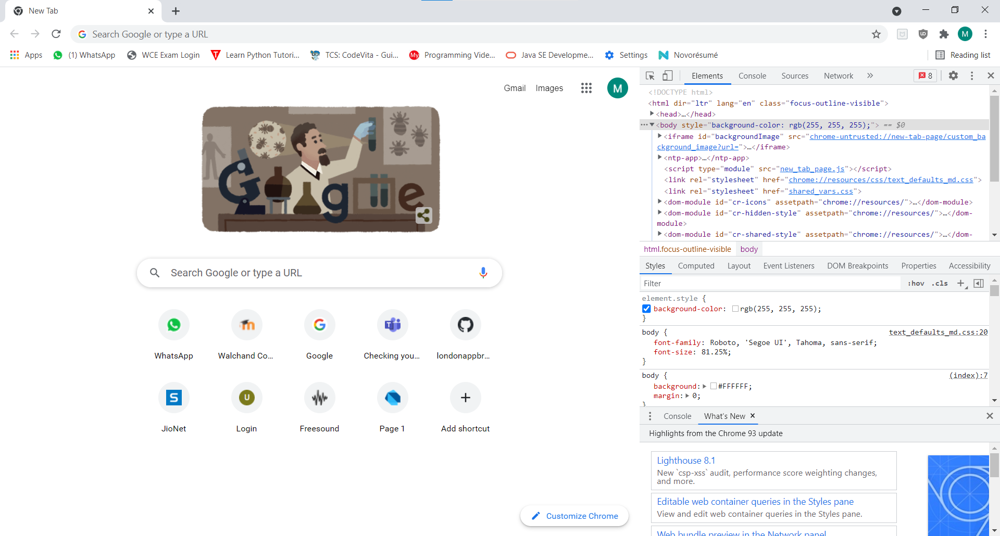 New Tab
Search Google or type a URL
Apps
(1) WhatsApp
WCE Exam Login
Learn Python Tutori...
TCS: CodeVita - Gui...
Programming Vide...
Java SE Developme...
Settings
Novorésumé
Reading list
Gmail
Images
M
M
Search Google or type a URL
WhatsApp
Walchand Co...
Google
Checking you...
londonappbr...
JioNet
Login
Freesound
Page 1
Add shortcut
Customize Chrome
Elements
Console
Sources
Network
8
<!DOCTYPE html>
<html dir="ltr" lang="en" class="focus-outline-visible">
<head>…</head>
<body style="background-color: rgb(255, 255, 255);"> == $0
<iframe id="backgroundImage" src="chrome-untrusted://new-tab-page/custom_ba
ckground_image?url=">…</iframe>
<ntp-app>…</ntp-app>
<script type="module" src="new_tab_page.js"></script>
<link rel="stylesheet" href="chrome://resources/css/text_defaults_md.css">
<link rel="stylesheet" href="shared_vars.css">
<dom-module id="cr-icons" assetpath="chrome://resources/">…</dom-module>
<dom-module id="cr-hidden-style" assetpath="chrome://resources/">…</dom-
module>
<dom-module id="cr-shared-style" assetpath="chrome://resources/">…</dom-
html.focus-outline-visible
body
Styles
Computed
Layout
Event Listeners
DOM Breakpoints
Properties
Accessibility
Filter
:hov
.cls
element.style {
background-color: rgb(255, 255, 255);
}
body {
text_defaults_md.css:20
font-family: Roboto, 'Segoe UI', Tahoma, sans-serif;
font-size: 81.25%;
}
body {
(index):7
background: #FFFFFF;
margin: 0;
}
Console
What's New
Highlights from the Chrome 93 update
Lighthouse 8.1
New `csp-xss` audit, performance score weighting changes,
and more.
Editable web container queries in the Styles pane
View and edit web container queries in the Styles pane.
Web bundle preview in the Network panel